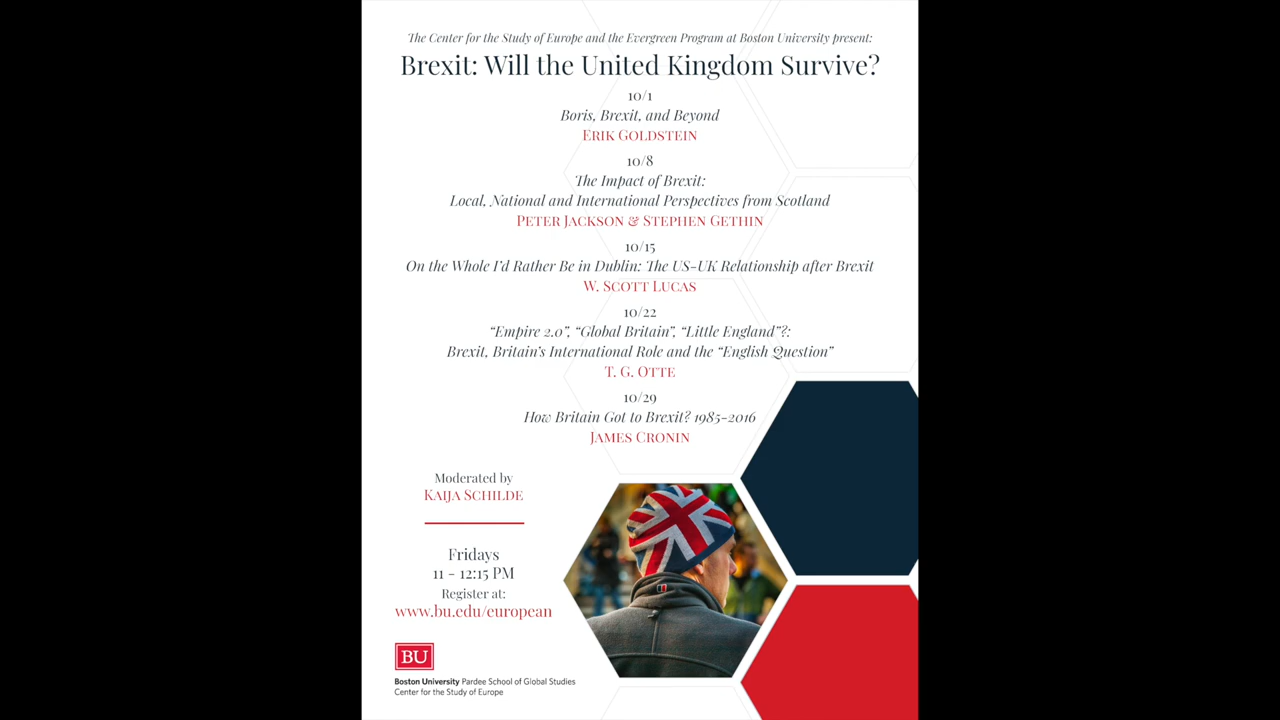 The Center for the Study of Europe and the Evergreen Program at Boston University present:
Brexit: Will the United Kingdom Survive?
10/1
Boris, Brexit, and Beyond
ERIK GOLDSTEIN
10/8
The Impact of Brexit:
Local, National and International Perspectives from Scotland
PETER JACKSON & STEPHEN GETHIN
10/15
On the Whole I'd Rather Be in Dublin: The US-UK Relationship after Brexit
W. SCOTT LUCAS
10/22
“Empire 2.0”, “Global Britain”, “Little England”?:
Brexit, Britain's International Role and the “English Question”
T. G. OTTE
10/29
How Britain Got to Brexit? 1985-2016
JAMES CRONIN
Moderated by
KAIJA SCHILDE
Fridays
11 - 12:15 PM
Register at:
www.bu.edu/european
BU
Boston University Pardee School of Global Studies
Center for the Study of Europe